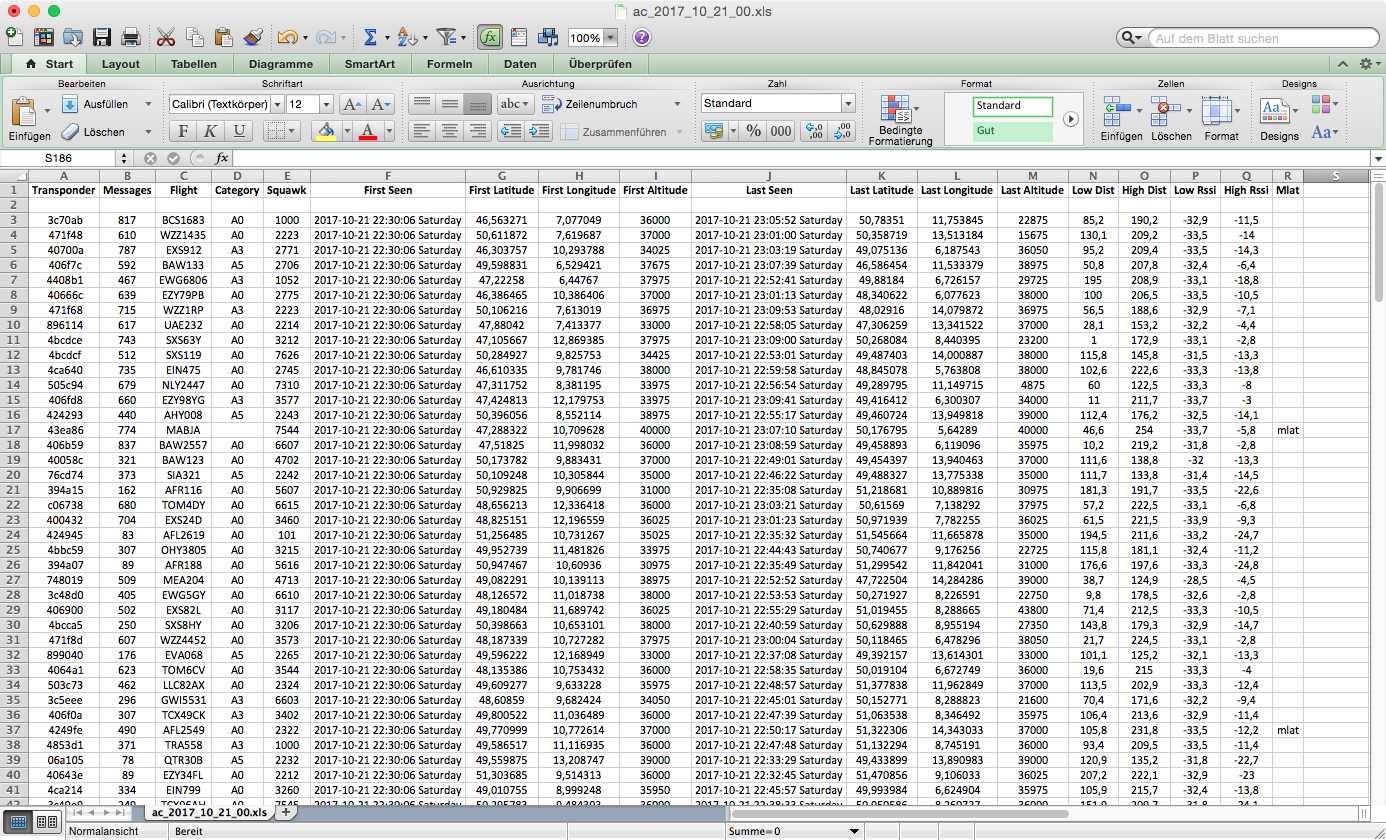 ac_2017_10_21_00.xls
100%
Auf dem Blatt suchen
Start Layout Tabellen Diagramme SmartArt Formeln Daten Überprüfen
Bearbeiten Schriftart Ausrichtung Zahl Format Zellen Designs
Ausfüllen Calibri (Textkörper) 12 A A abc Zeilenumbruch Standard Standard
Einfügen Löschen F K U A Zusammenführen % 000 ,00 ,00 Bedingte Formatierung Gut Einfügen Löschen Format Designs Aa
S186 fx
A B C D E F G H I J K L M N O P Q R S
1 Transponder Messages Flight Category Squawk First Seen First Latitude First Longitude First Altitude Last Seen Last Latitude Last Longitude Last Altitude Low Dist High Dist Low Rssi High Rssi Mlat
2
3 3c70ab 817 BCS1683 A0 1000 2017-10-21 22:30:06 Saturday 46,563271 7,077049 36000 2017-10-21 23:05:52 Saturday 50,78351 11,753845 22875 85,2 190,2 -32,9 -11,5
4 471f48 610 WZZ1435 A0 2223 2017-10-21 22:30:06 Saturday 50,611872 7,619687 37000 2017-10-21 23:01:00 Saturday 50,358719 13,513184 15675 130,1 209,2 -33,5 -14
5 40700a 787 EXS912 A3 2771 2017-10-21 22:30:06 Saturday 46,303757 10,293788 34025 2017-10-21 23:03:19 Saturday 49,075136 6,187543 36050 95,2 209,4 -33,5 -14,3
6 406f7c 592 BAW133 A5 2706 2017-10-21 22:30:06 Saturday 49,598831 6,529421 37675 2017-10-21 23:07:39 Saturday 46,586454 11,533379 38975 50,8 207,8 -32,4 -6,4
7 4408b1 467 EWG6806 A3 1052 2017-10-21 22:30:06 Saturday 47,22258 6,44767 37975 2017-10-21 22:52:41 Saturday 49,88184 6,726157 29725 195 208,9 -33,1 -18,8
8 40666c 639 EZY79PB A0 2775 2017-10-21 22:30:06 Saturday 46,386465 10,386406 37000 2017-10-21 23:01:13 Saturday 48,340622 6,077623 38000 100 206,5 -33,5 -10,5
9 471f68 715 WZZ1RP A3 2223 2017-10-21 22:30:06 Saturday 50,106216 7,613019 36975 2017-10-21 23:09:53 Saturday 48,02916 14,079872 36975 56,5 188,6 -32,9 -7,1
10 896114 617 UAE232 A0 2214 2017-10-21 22:30:06 Saturday 47,88042 7,413377 33000 2017-10-21 22:58:05 Saturday 47,306259 13,341522 37000 28,1 153,2 -32,2 -4,4
11 4bcdce 743 SXS63Y A0 3212 2017-10-21 22:30:06 Saturday 47,105667 12,869385 37975 2017-10-21 23:09:00 Saturday 50,268084 8,440395 23200 1 172,9 -33,1 -2,8
12 4bcdcf 512 SXS119 A0 7626 2017-10-21 22:30:06 Saturday 50,284927 9,825753 34425 2017-10-21 22:53:01 Saturday 49,487403 14,000887 38000 115,8 145,8 -31,5 -13,3
13 4ca640 735 EIN475 A0 2745 2017-10-21 22:30:06 Saturday 46,610335 9,781746 38000 2017-10-21 22:59:58 Saturday 48,845078 5,763808 38000 102,6 222,6 -33,3 -13,8
14 505c94 679 NLY2447 A0 7310 2017-10-21 22:30:06 Saturday 47,311752 8,381195 33975 2017-10-21 22:56:54 Saturday 49,289795 11,149715 4875 60 122,5 -33,3 -8
15 406fd8 660 EZY98YG A3 3577 2017-10-21 22:30:06 Saturday 47,424813 12,179753 33975 2017-10-21 23:09:41 Saturday 49,416412 6,300307 34000 11 211,7 -33,7 -3
16 424293 440 AHY008 A5 2243 2017-10-21 22:30:06 Saturday 50,396056 8,552114 38975 2017-10-21 22:55:17 Saturday 49,460724 13,949818 39000 112,4 176,2 -32,5 -14,1
17 43ea86 774 MABJA 7544 2017-10-21 22:30:06 Saturday 47,288322 10,709628 40000 2017-10-21 23:07:10 Saturday 50,176795 5,64289 40000 46,6 254 -33,7 -5,8 mlat
18 406b59 837 BAW2557 A0 6607 2017-10-21 22:30:06 Saturday 47,51825 11,998032 36000 2017-10-21 23:08:59 Saturday 49,458893 6,119096 35975 10,2 219,2 -31,8 -2,8
19 40058c 321 BAW123 A0 4702 2017-10-21 22:30:06 Saturday 50,173782 9,883431 37000 2017-10-21 22:49:01 Saturday 49,454397 13,940463 37000 111,6 138,8 -32 -13,3
20 76cd74 373 SIA321 A5 2242 2017-10-21 22:30:06 Saturday 50,109248 10,305844 35000 2017-10-21 22:46:22 Saturday 49,488327 13,775338 35000 111,7 133,8 -31,4 -14,5
21 394a15 162 AFR116 A0 5607 2017-10-21 22:30:06 Saturday 50,929825 9,906699 31000 2017-10-21 22:35:08 Saturday 51,218681 10,889816 30975 181,3 191,7 -33,5 -22,6
22 c06738 680 TOM4DY A0 6615 2017-10-21 22:30:06 Saturday 48,656213 12,336418 36000 2017-10-21 23:03:21 Saturday 50,61569 7,138292 37975 57,2 222,5 -33,1 -6,8
23 400432 704 EXS24D A0 3460 2017-10-21 22:30:06 Saturday 48,825151 12,196559 36025 2017-10-21 23:01:23 Saturday 50,971939 7,782255 36025 61,5 221,5 -33,9 -9,3
24 424945 83 AFL2619 A0 101 2017-10-21 22:30:06 Saturday 51,256485 10,731267 35025 2017-10-21 22:35:32 Saturday 51,545664 11,665878 35000 194,5 211,6 -33,2 -24,7
25 4bbc59 307 OHY3805 A0 3215 2017-10-21 22:30:06 Saturday 49,952739 11,481826 33975 2017-10-21 22:44:43 Saturday 50,740677 9,176256 22725 115,8 181,1 -32,4 -11,2
26 394a07 89 AFR188 A0 5616 2017-10-21 22:30:06 Saturday 50,947467 10,60936 30975 2017-10-21 22:35:49 Saturday 51,299542 11,842041 31000 176,6 197,6 -33,3 -24,8
27 748019 509 MEA204 A0 4713 2017-10-21 22:30:06 Saturday 49,082291 10,139113 38975 2017-10-21 22:52:52 Saturday 47,722504 14,284286 39000 38,7 124,9 -28,5 -4,5
28 3c48d0 405 EWG5GY A0 6610 2017-10-21 22:30:06 Saturday 48,126572 11,018738 38000 2017-10-21 22:53:53 Saturday 50,271927 8,226591 22750 9,8 178,5 -32,6 -2,8
29 406900 502 EXS82L A0 3117 2017-10-21 22:30:06 Saturday 49,180484 11,689742 36025 2017-10-21 22:55:29 Saturday 51,019455 8,288665 43800 71,4 212,5 -33,3 -10,5
30 4bcca5 250 SXS8HY A0 3206 2017-10-21 22:30:06 Saturday 50,398663 10,653101 38000 2017-10-21 22:40:59 Saturday 50,629888 8,955194 27350 143,8 179,3 -32,9 -14,7
31 471f8d 607 WZZ4452 A0 3573 2017-10-21 22:30:06 Saturday 48,187339 10,727282 37975 2017-10-21 23:00:04 Saturday 50,118465 6,478296 38050 21,7 224,5 -33,1 -2,8
32 899040 176 EVA068 A5 2265 2017-10-21 22:30:06 Saturday 49,596222 12,168949 33000 2017-10-21 22:37:08 Saturday 49,392157 13,614301 33000 101,1 125,2 -32,1 -13,3
33 4064a1 623 TOM6CV A0 3544 2017-10-21 22:30:06 Saturday 48,135386 10,753432 36000 2017-10-21 22:58:35 Saturday 50,019104 6,672749 36000 19,6 215 -33,3 -4
34 503c73 462 LLC82AX A0 2324 2017-10-21 22:30:06 Saturday 49,609277 9,633228 35975 2017-10-21 22:48:57 Saturday 51,377838 11,962849 37000 113,5 202,9 -33,3 -12,4
35 3c5eee 296 GWI5531 A3 6603 2017-10-21 22:30:06 Saturday 48,60859 9,682424 34050 2017-10-21 22:45:01 Saturday 50,152771 8,288823 21600 70,4 171,6 -32,2 -9,4
36 406f0a 307 TCX49CK A3 3402 2017-10-21 22:30:06 Saturday 49,800522 11,036489 36000 2017-10-21 22:47:39 Saturday 51,063538 8,346492 35975 106,4 213,6 -32,9 -11,4
37 4249fe 490 AFL2549 A0 2322 2017-10-21 22:30:06 Saturday 49,770999 10,772614 37000 2017-10-21 22:50:17 Saturday 51,322306 14,343033 37000 105,8 231,8 -33,5 -12,2 mlat
38 4853d1 371 TRA558 A3 1000 2017-10-21 22:30:06 Saturday 49,586517 11,116935 36000 2017-10-21 22:47:48 Saturday 51,132294 8,745191 36000 93,4 209,5 -33,5 -11,4
39 06a105 78 QTR30B A5 2232 2017-10-21 22:30:06 Saturday 49,559875 13,208747 39000 2017-10-21 22:33:29 Saturday 49,433899 13,890983 39000 120,9 135,2 -31,8 -22,7
40 40643e 89 EZY34FL A0 2212 2017-10-21 22:30:06 Saturday 51,303685 9,514313 36000 2017-10-21 22:32:45 Saturday 51,470856 9,106033 36025 207,2 222,1 -32,9 -23
41 4ca214 334 EIN799 A0 3260 2017-10-21 22:30:06 Saturday 49,010755 8,999248 35950 2017-10-21 22:45:57 Saturday 49,993984 6,624904 35975 105,9 215,7 -32,4 -13,8
ac_2017_10_21_00.xls
Normalansicht Bereit Summe=0